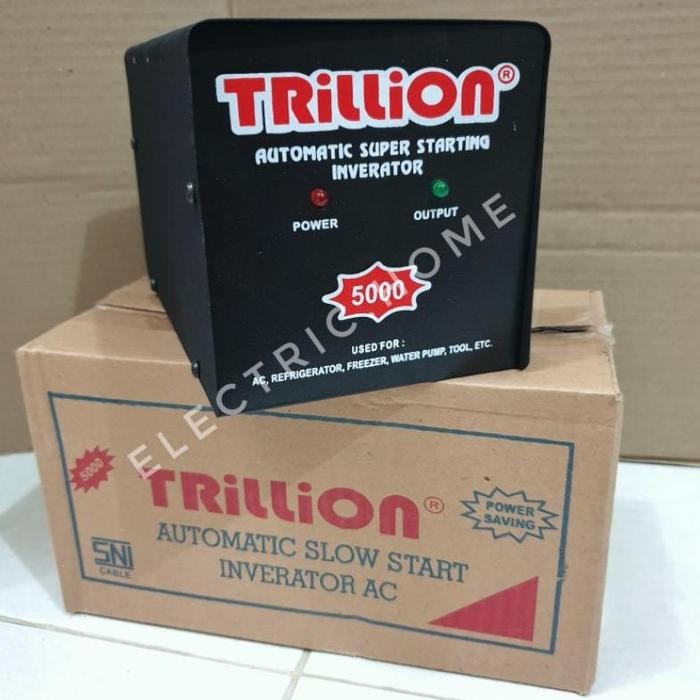 TRiLLiON®
AUTOMATIC SUPER STARTING
INVERATOR
POWER
OUTPUT
5000
USED FOR :
AC, REFRIGERATOR, FREEZER, WATER PUMP, TOOL, ETC.
ELECTRIC HOME
5000
TRiLLiON®
POWER
SAVING
AUTOMATIC SLOW START
INVERATOR AC
SNI
CABLE